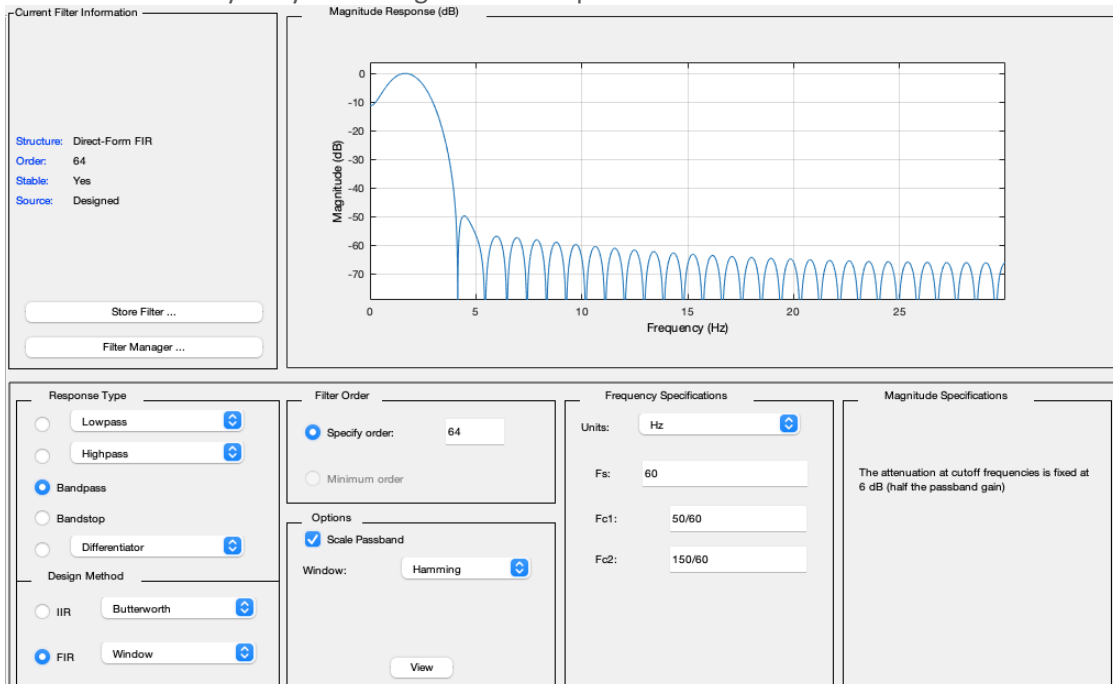 Current Filter Information
Structure: Direct-Form FIR
Order: 64
Stable: Yes
Source: Designed
Store Filter ...
Filter Manager ...
Magnitude Response (dB)
Magnitude (dB)
0
-10
-20
-30
-40
-50
-60
-70
0 5 10 15 20 25
Frequency (Hz)
Response Type
Lowpass
Highpass
Bandpass
Bandstop
Differentiator
Design Method
IIR Butterworth
FIR Window
Filter Order
Specify order: 64
Minimum order
Options
Scale Passband
Window: Hamming
View
Frequency Specifications
Units: Hz
Fs: 60
Fc1: 50/60
Fc2: 150/60
Magnitude Specifications
The attenuation at cutoff frequencies is fixed at
6 dB (half the passband gain)